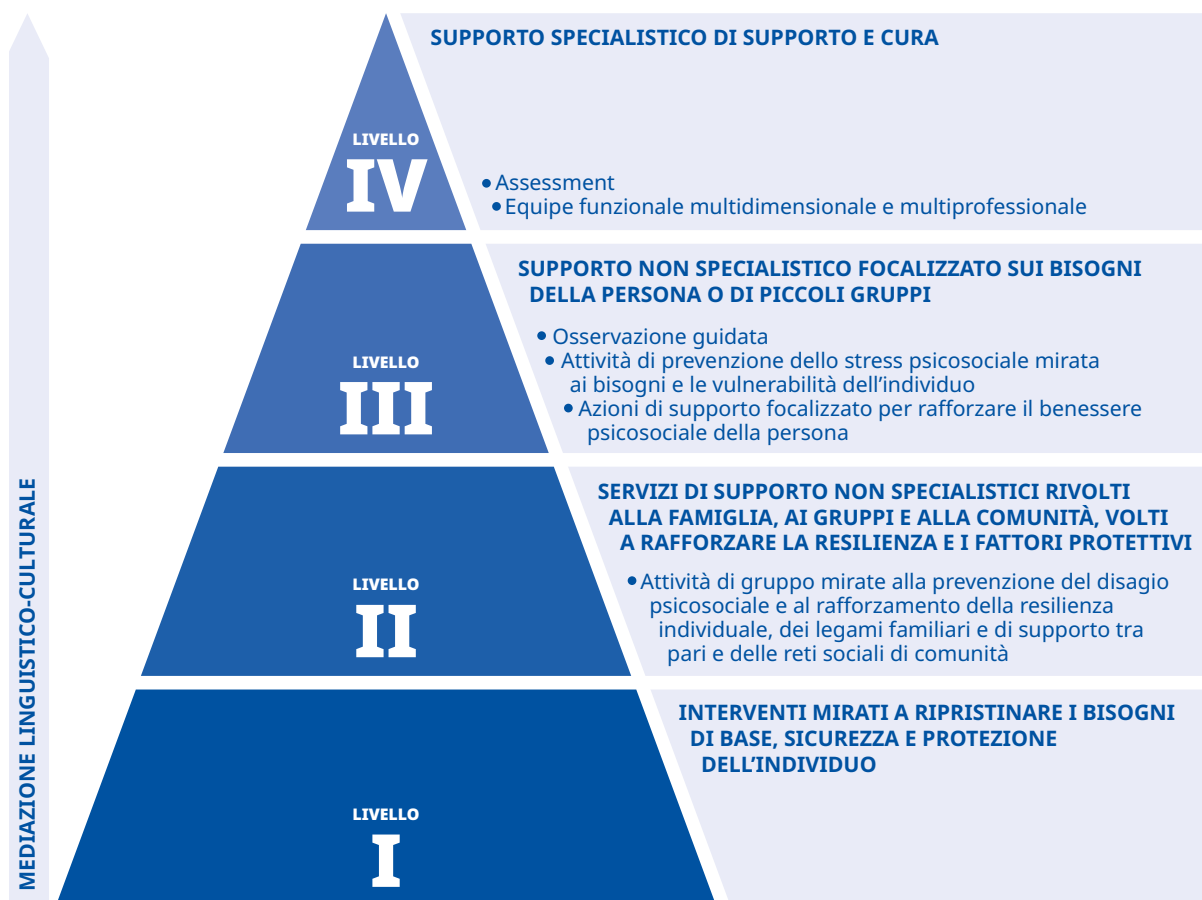 SUPPORTO SPECIALISTICO DI SUPPORTO E CURA
LIVELLO
IV
• Assessment
• Equipe funzionale multidimensionale e multiprofessionale
SUPPORTO NON SPECIALISTICO FOCALIZZATO SUI BISOGNI
DELLA PERSONA O DI PICCOLI GRUPPI
LIVELLO
III
• Osservazione guidata
• Attività di prevenzione dello stress psicosociale mirata
ai bisogni e le vulnerabilità dell’individuo
• Azioni di supporto focalizzato per rafforzare il benessere
psicosociale della persona
SERVIZI DI SUPPORTO NON SPECIALISTICI RIVOLTI
ALLA FAMIGLIA, AI GRUPPI E ALLA COMUNITÀ, VOLTI
A RAFFORZARE LA RESILIENZA E I FATTORI PROTETTIVI
LIVELLO
II
• Attività di gruppo mirate alla prevenzione del disagio
psicosociale e al rafforzamento della resilienza
individuale, dei legami familiari e di supporto tra
pari e delle reti sociali di comunità
INTERVENTI MIRATI A RIPRISTINARE I BISOGNI
DI BASE, SICUREZZA E PROTEZIONE
DELL’INDIVIDUO
LIVELLO
I
MEDIAZIONE LINGUISTICO-CULTURALE